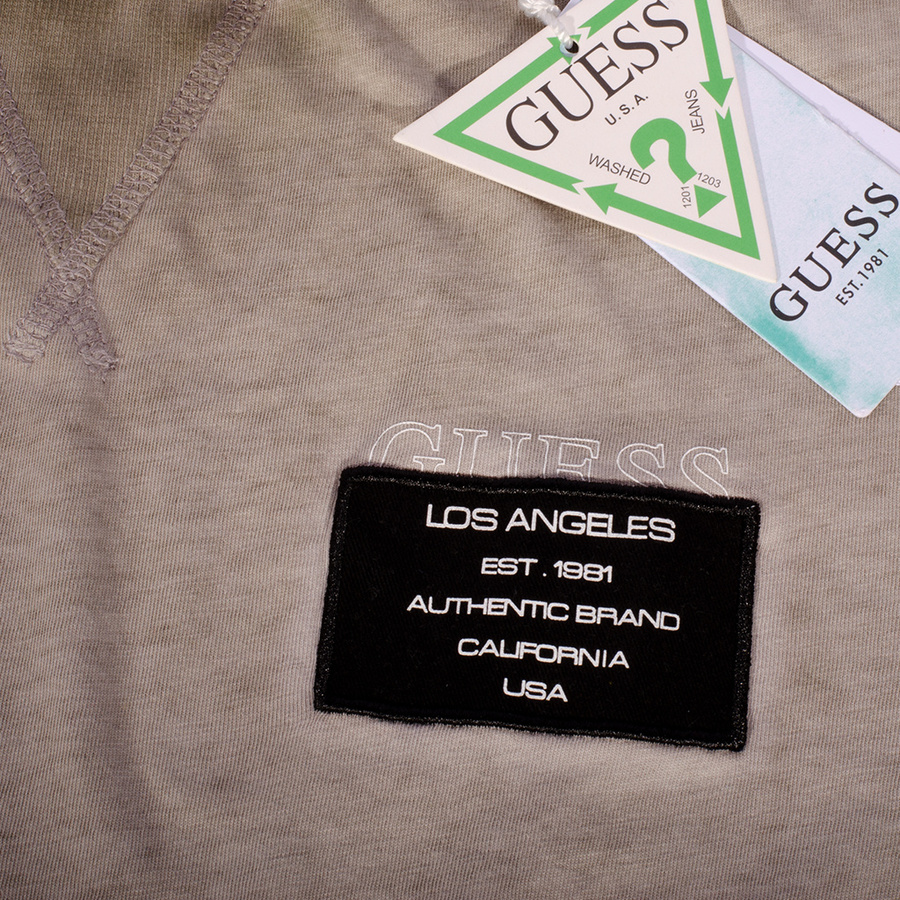 GUESS
U.S.A.
WASHED
JEANS
1201
1203
?
GUESS
EST.1981
GUESS
LOS ANGELES
EST . 1981
AUTHENTIC BRAND
CALIFORNIA
USA